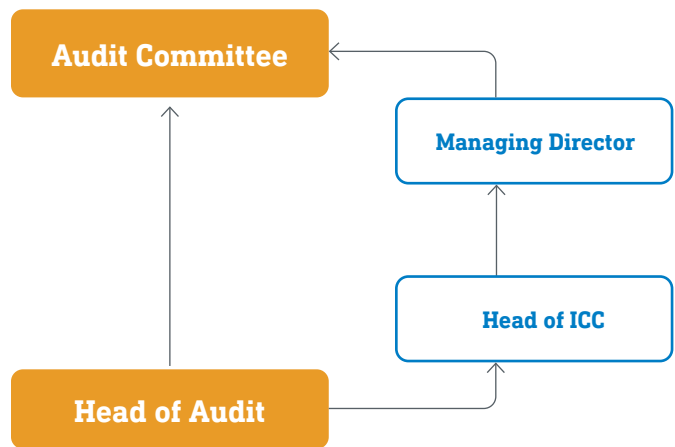 Audit Committee
Managing Director
Head of ICC
Head of Audit